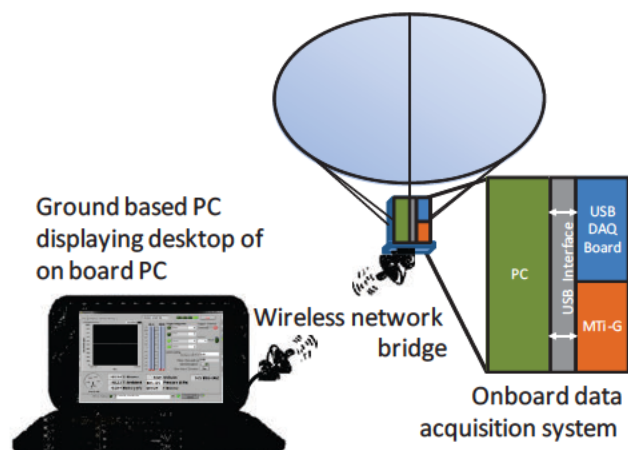 Ground based PC
displaying desktop of
on board PC
Wireless network
bridge
PC
USB Interface
USB
DAQ
Board
MTi-G
Onboard data
acquisition system